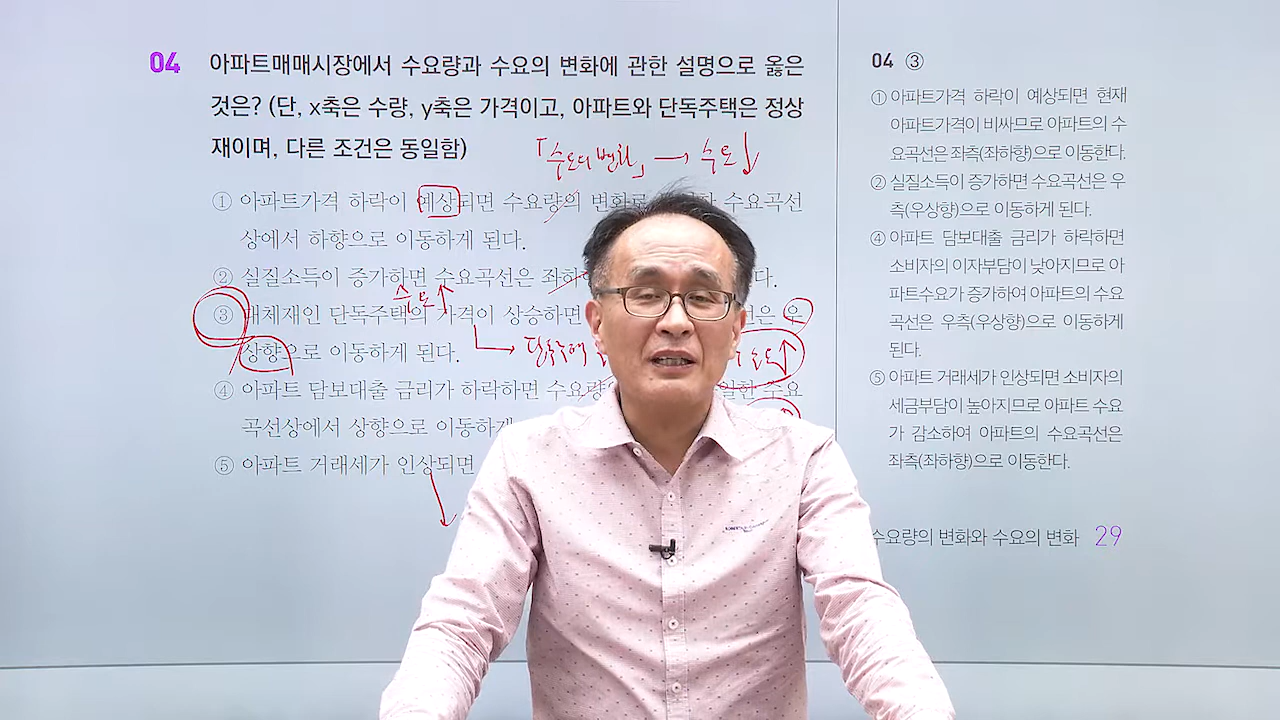 04 아파트매매시장에서 수요량과 수요의 변화에 관한 설명으로 옳은
것은? (단, x축은 수량, y축은 가격이고, 아파트와 단독주택은 정상
재이며, 다른 조건은 동일함)
「수요의 변화」 → 수요↓
① 아파트가격 하락이 예상되면 수요량의 변화로 수요곡선
상에서 하향으로 이동하게 된다.
② 실질소득이 증가하면 수요곡선은 좌하 다.
수요↑
③ 대체재인 단독주택의 가격이 상승하면 은 우
상향으로 이동하게 된다.
④ 아파트 담보대출 금리가 하락하면 수요량 일한 수요
곡선상에서 상향으로 이동하게
⑤ 아파트 거래세가 인상되면
04 ③
① 아파트가격 하락이 예상되면 현재
아파트가격이 비싸므로 아파트의 수
요곡선은 좌측(좌하향)으로 이동한다.
② 실질소득이 증가하면 수요곡선은 우
측(우상향)으로 이동하게 된다.
④ 아파트 담보대출 금리가 하락하면
소비자의 이자부담이 낮아지므로 아
파트수요가 증가하여 아파트의 수요
곡선은 우측(우상향)으로 이동하게
된다.
⑤ 아파트 거래세가 인상되면 소비자의
세금부담이 높아지므로 아파트 수요
가 감소하여 아파트의 수요곡선은
좌측(좌하향)으로 이동한다.
수요량의 변화와 수요의 변화 29